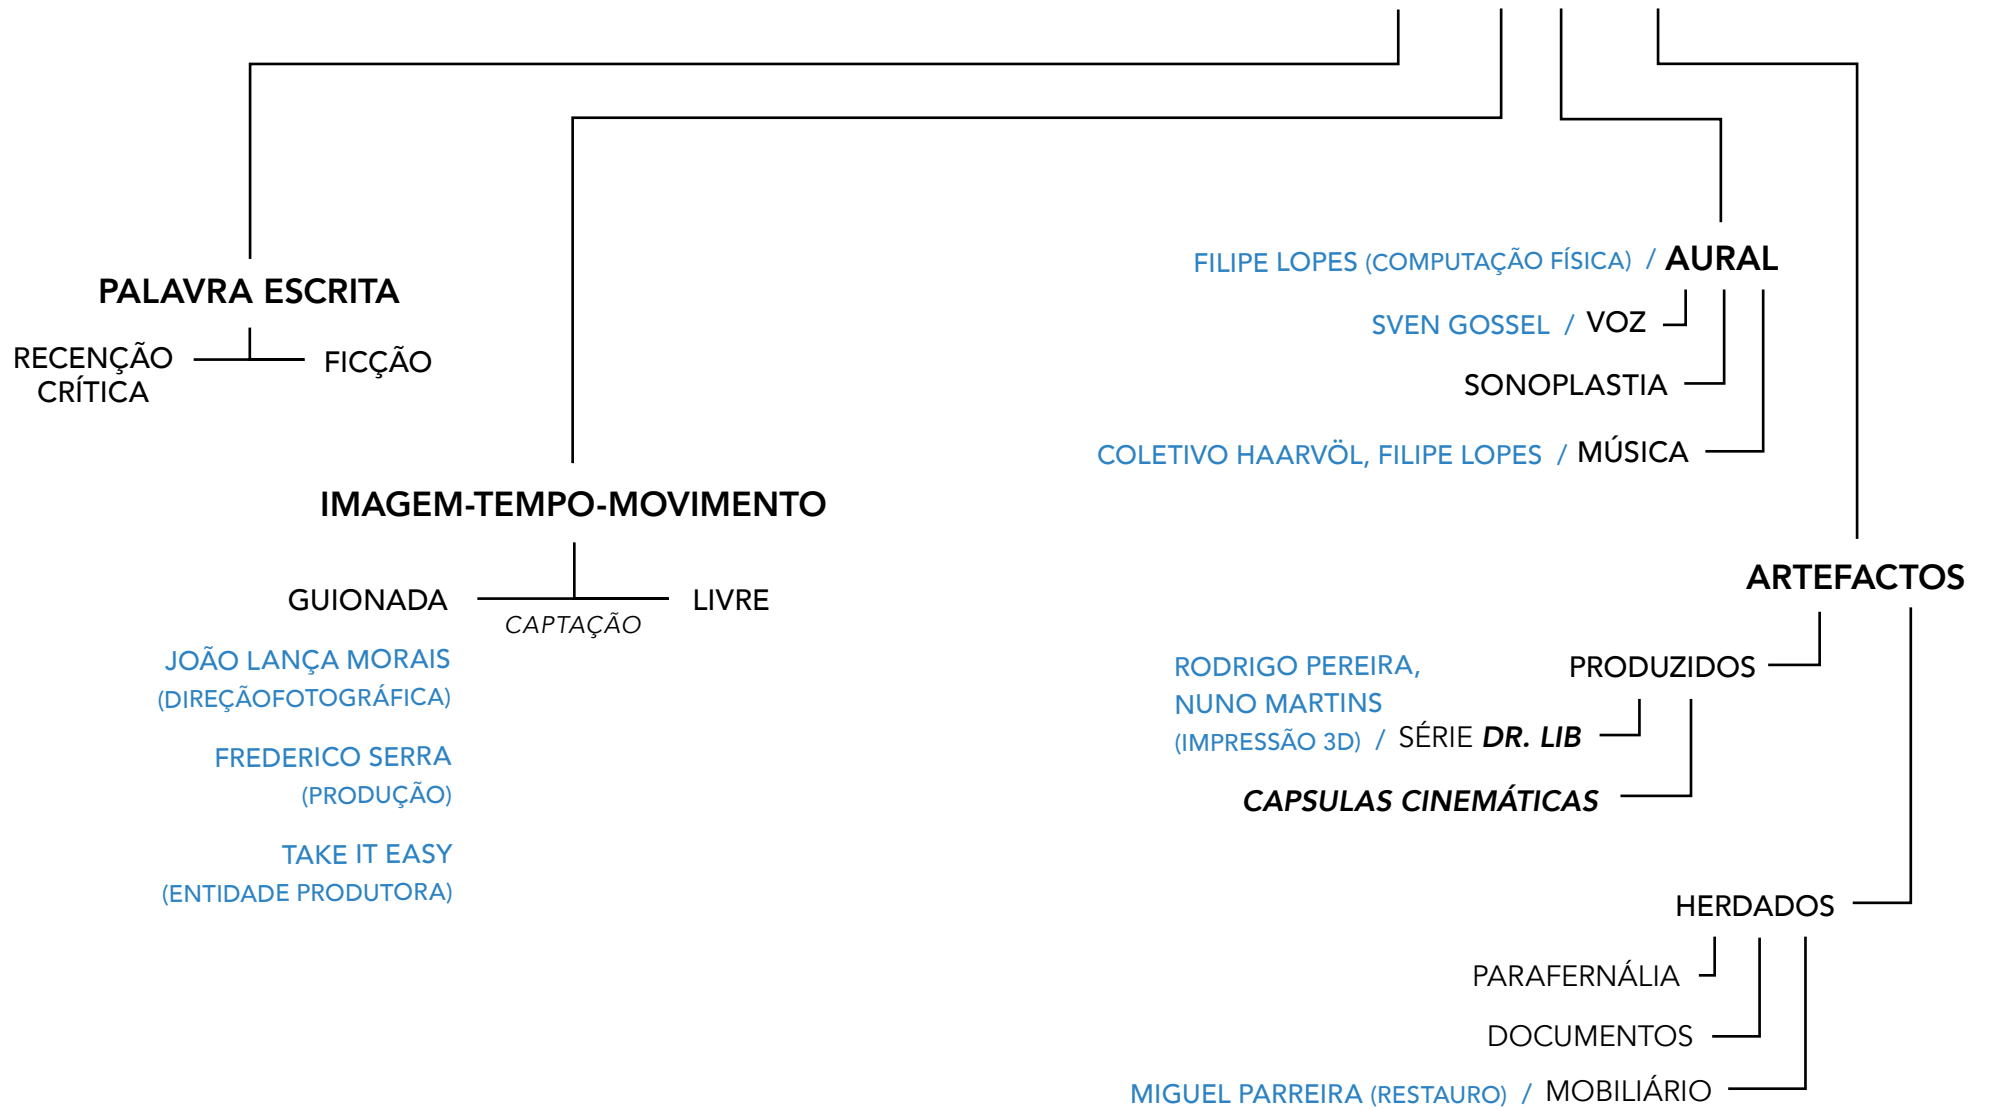 PALAVRA ESCRITA
RECENÇÃO
CRÍTICA
FICÇÃO
IMAGEM-TEMPO-MOVIMENTO
GUIONADA
CAPTAÇÃO
LIVRE
JOÃO LANÇA MORAIS
(DIREÇÃOFOTOGRÁFICA)
FREDERICO SERRA
(PRODUÇÃO)
TAKE IT EASY
(ENTIDADE PRODUTORA)
FILIPE LOPES (COMPUTAÇÃO FÍSICA) / AURAL
SVEN GOSSEL / VOZ
SONOPLASTIA
COLETIVO HAARVÖL, FILIPE LOPES / MÚSICA
ARTEFACTOS
PRODUZIDOS
RODRIGO PEREIRA,
NUNO MARTINS
(IMPRESSÃO 3D) / SÉRIE DR. LIB
CAPSULAS CINEMÁTICAS
HERDADOS
PARAFERNÁLIA
DOCUMENTOS
MIGUEL PARREIRA (RESTAURO) / MOBILIÁRIO